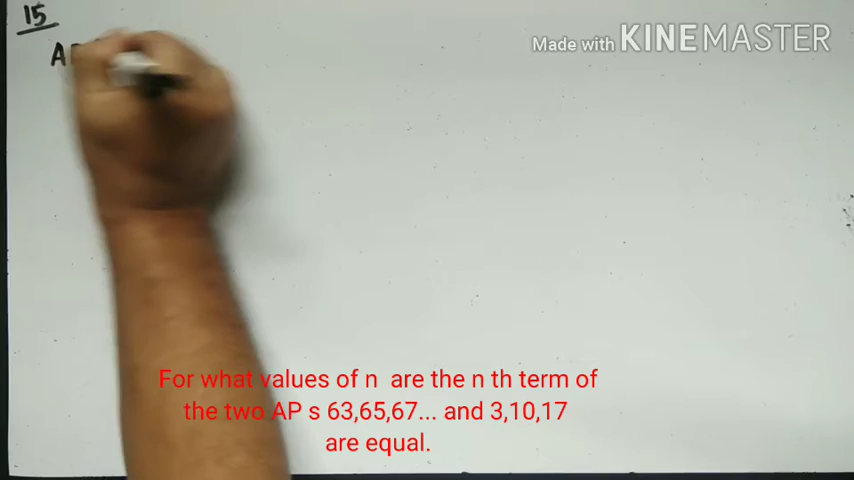 15
Made with KINEMASTER
For what values of n are the n th term of
the two AP s 63,65,67... and 3,10,17
are equal.